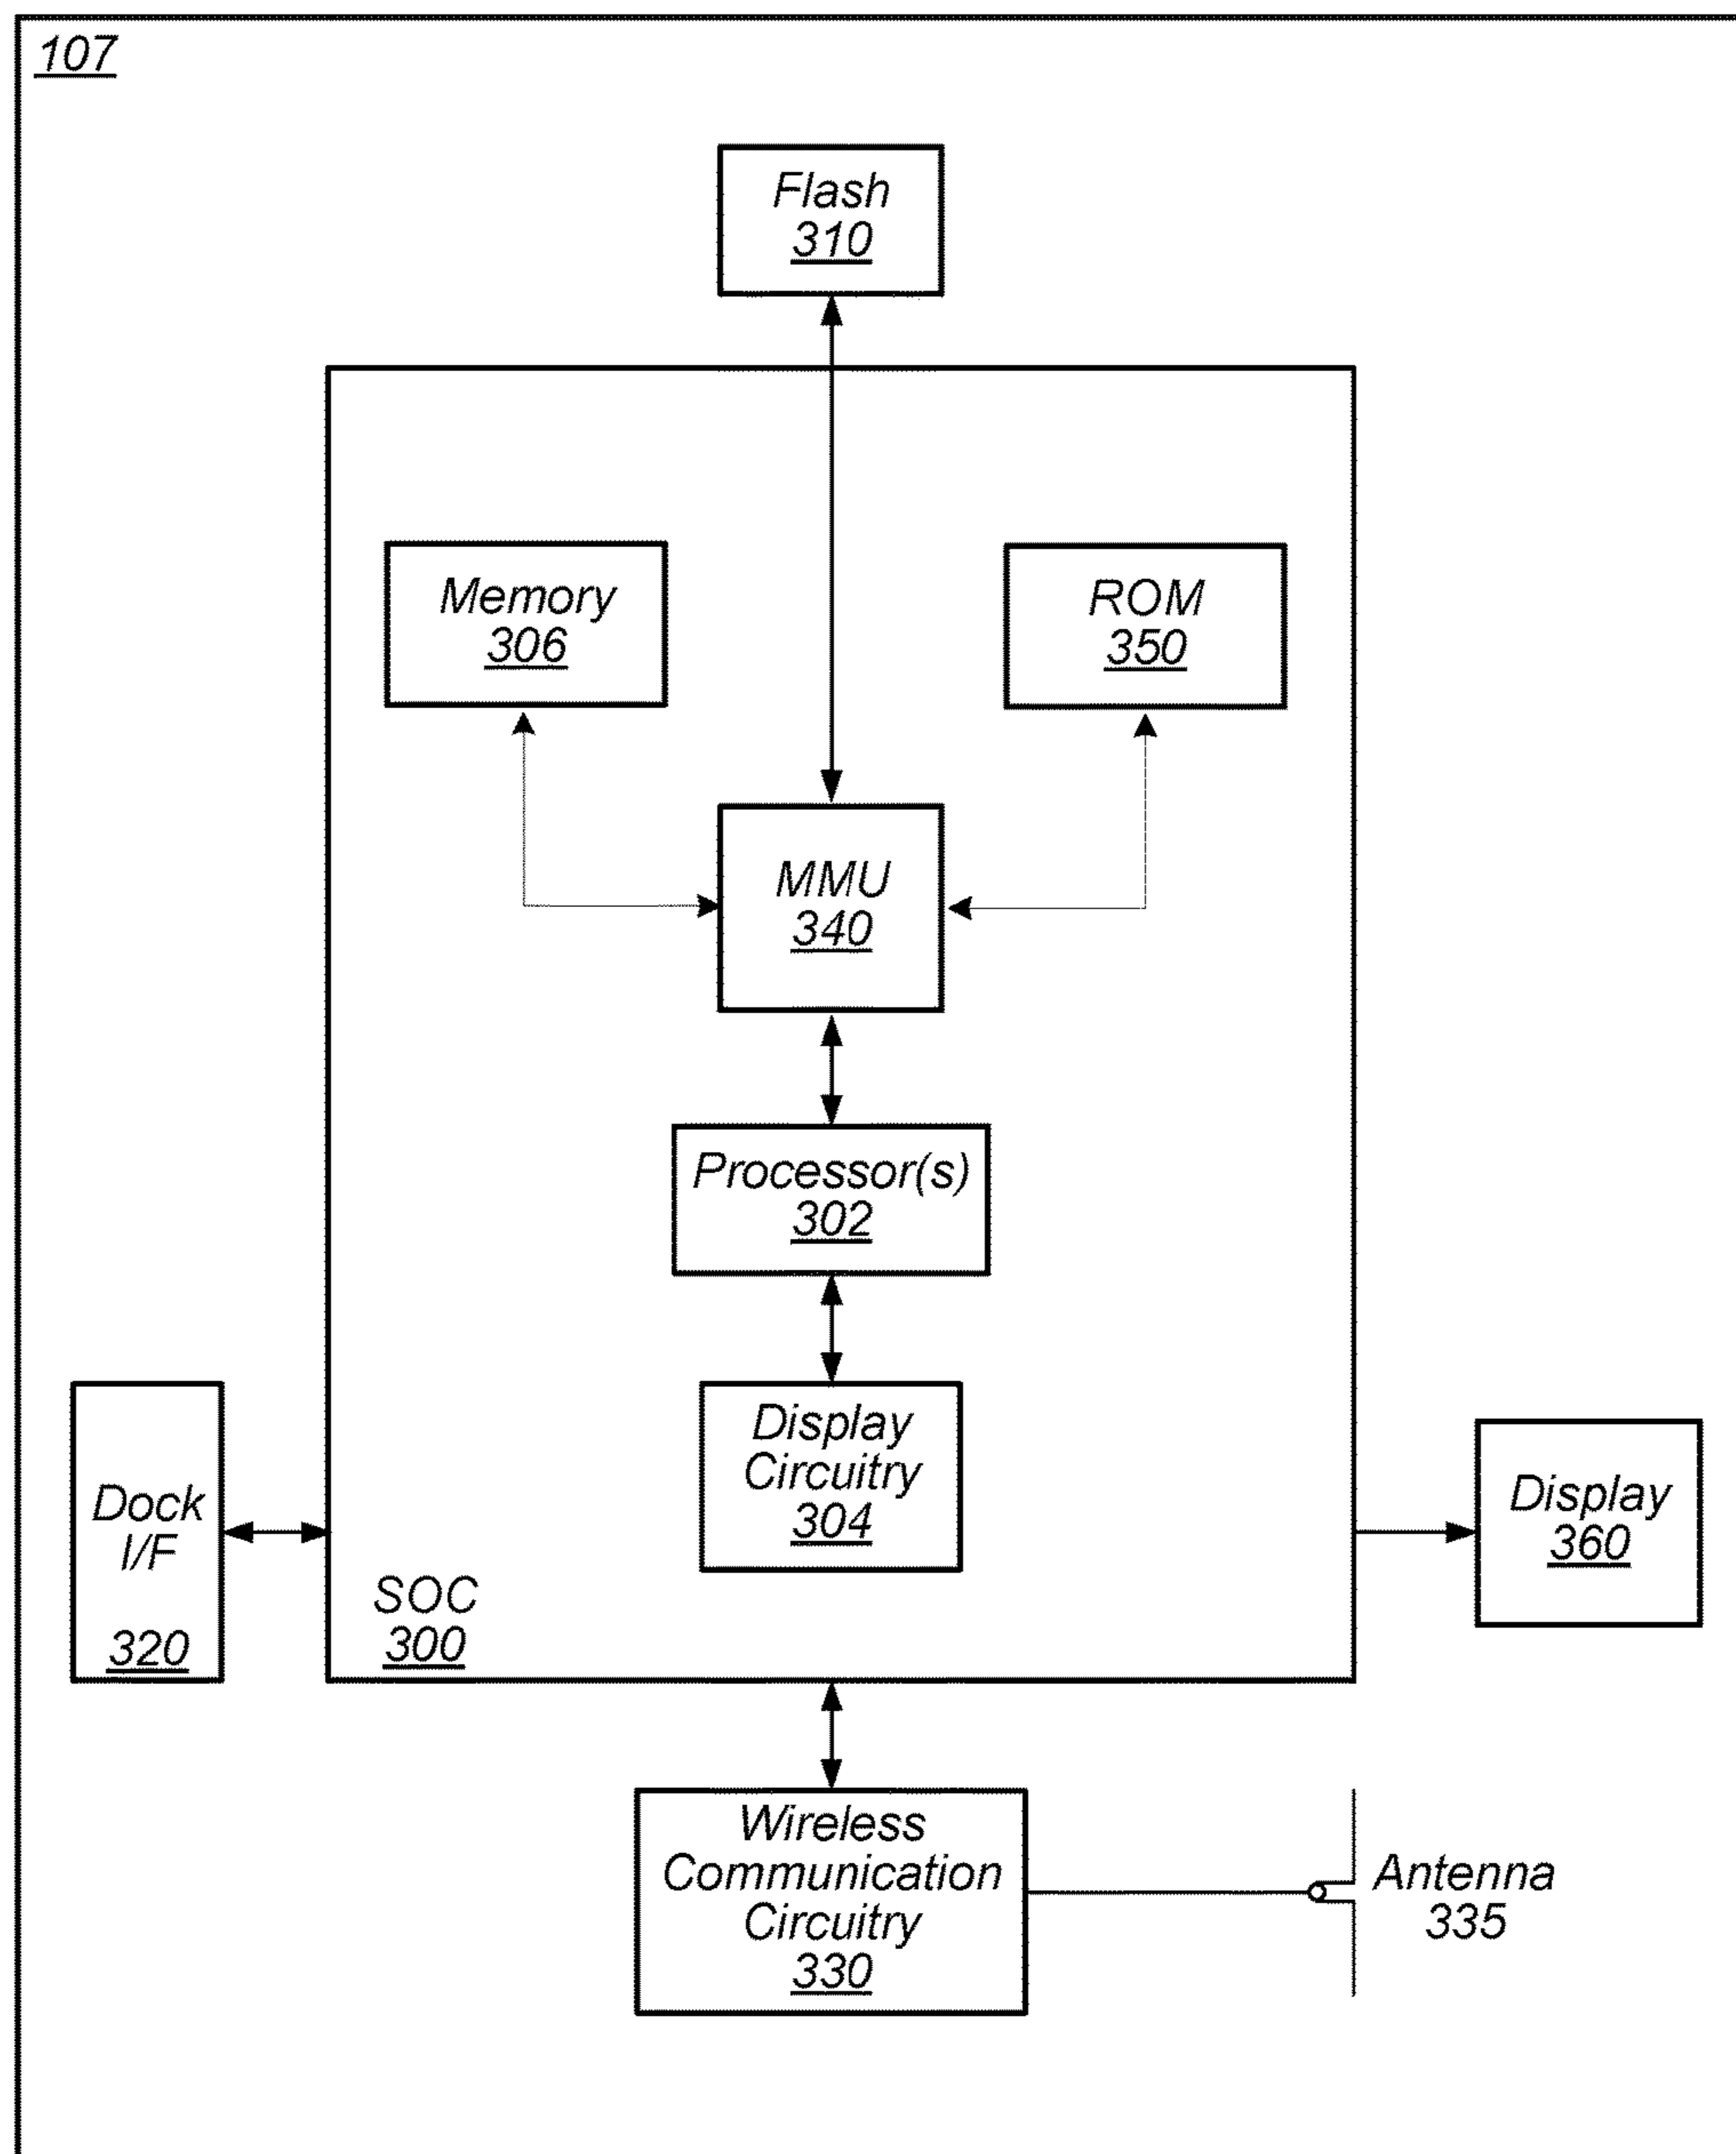 107
Flash
310
Memory
306
ROM
350
MMU
340
Processor(s)
302
Display
Circuitry
304
Dock
I/F
320
SOC
300
Display
360
Wireless
Communication
Circuitry
330
Antenna
335